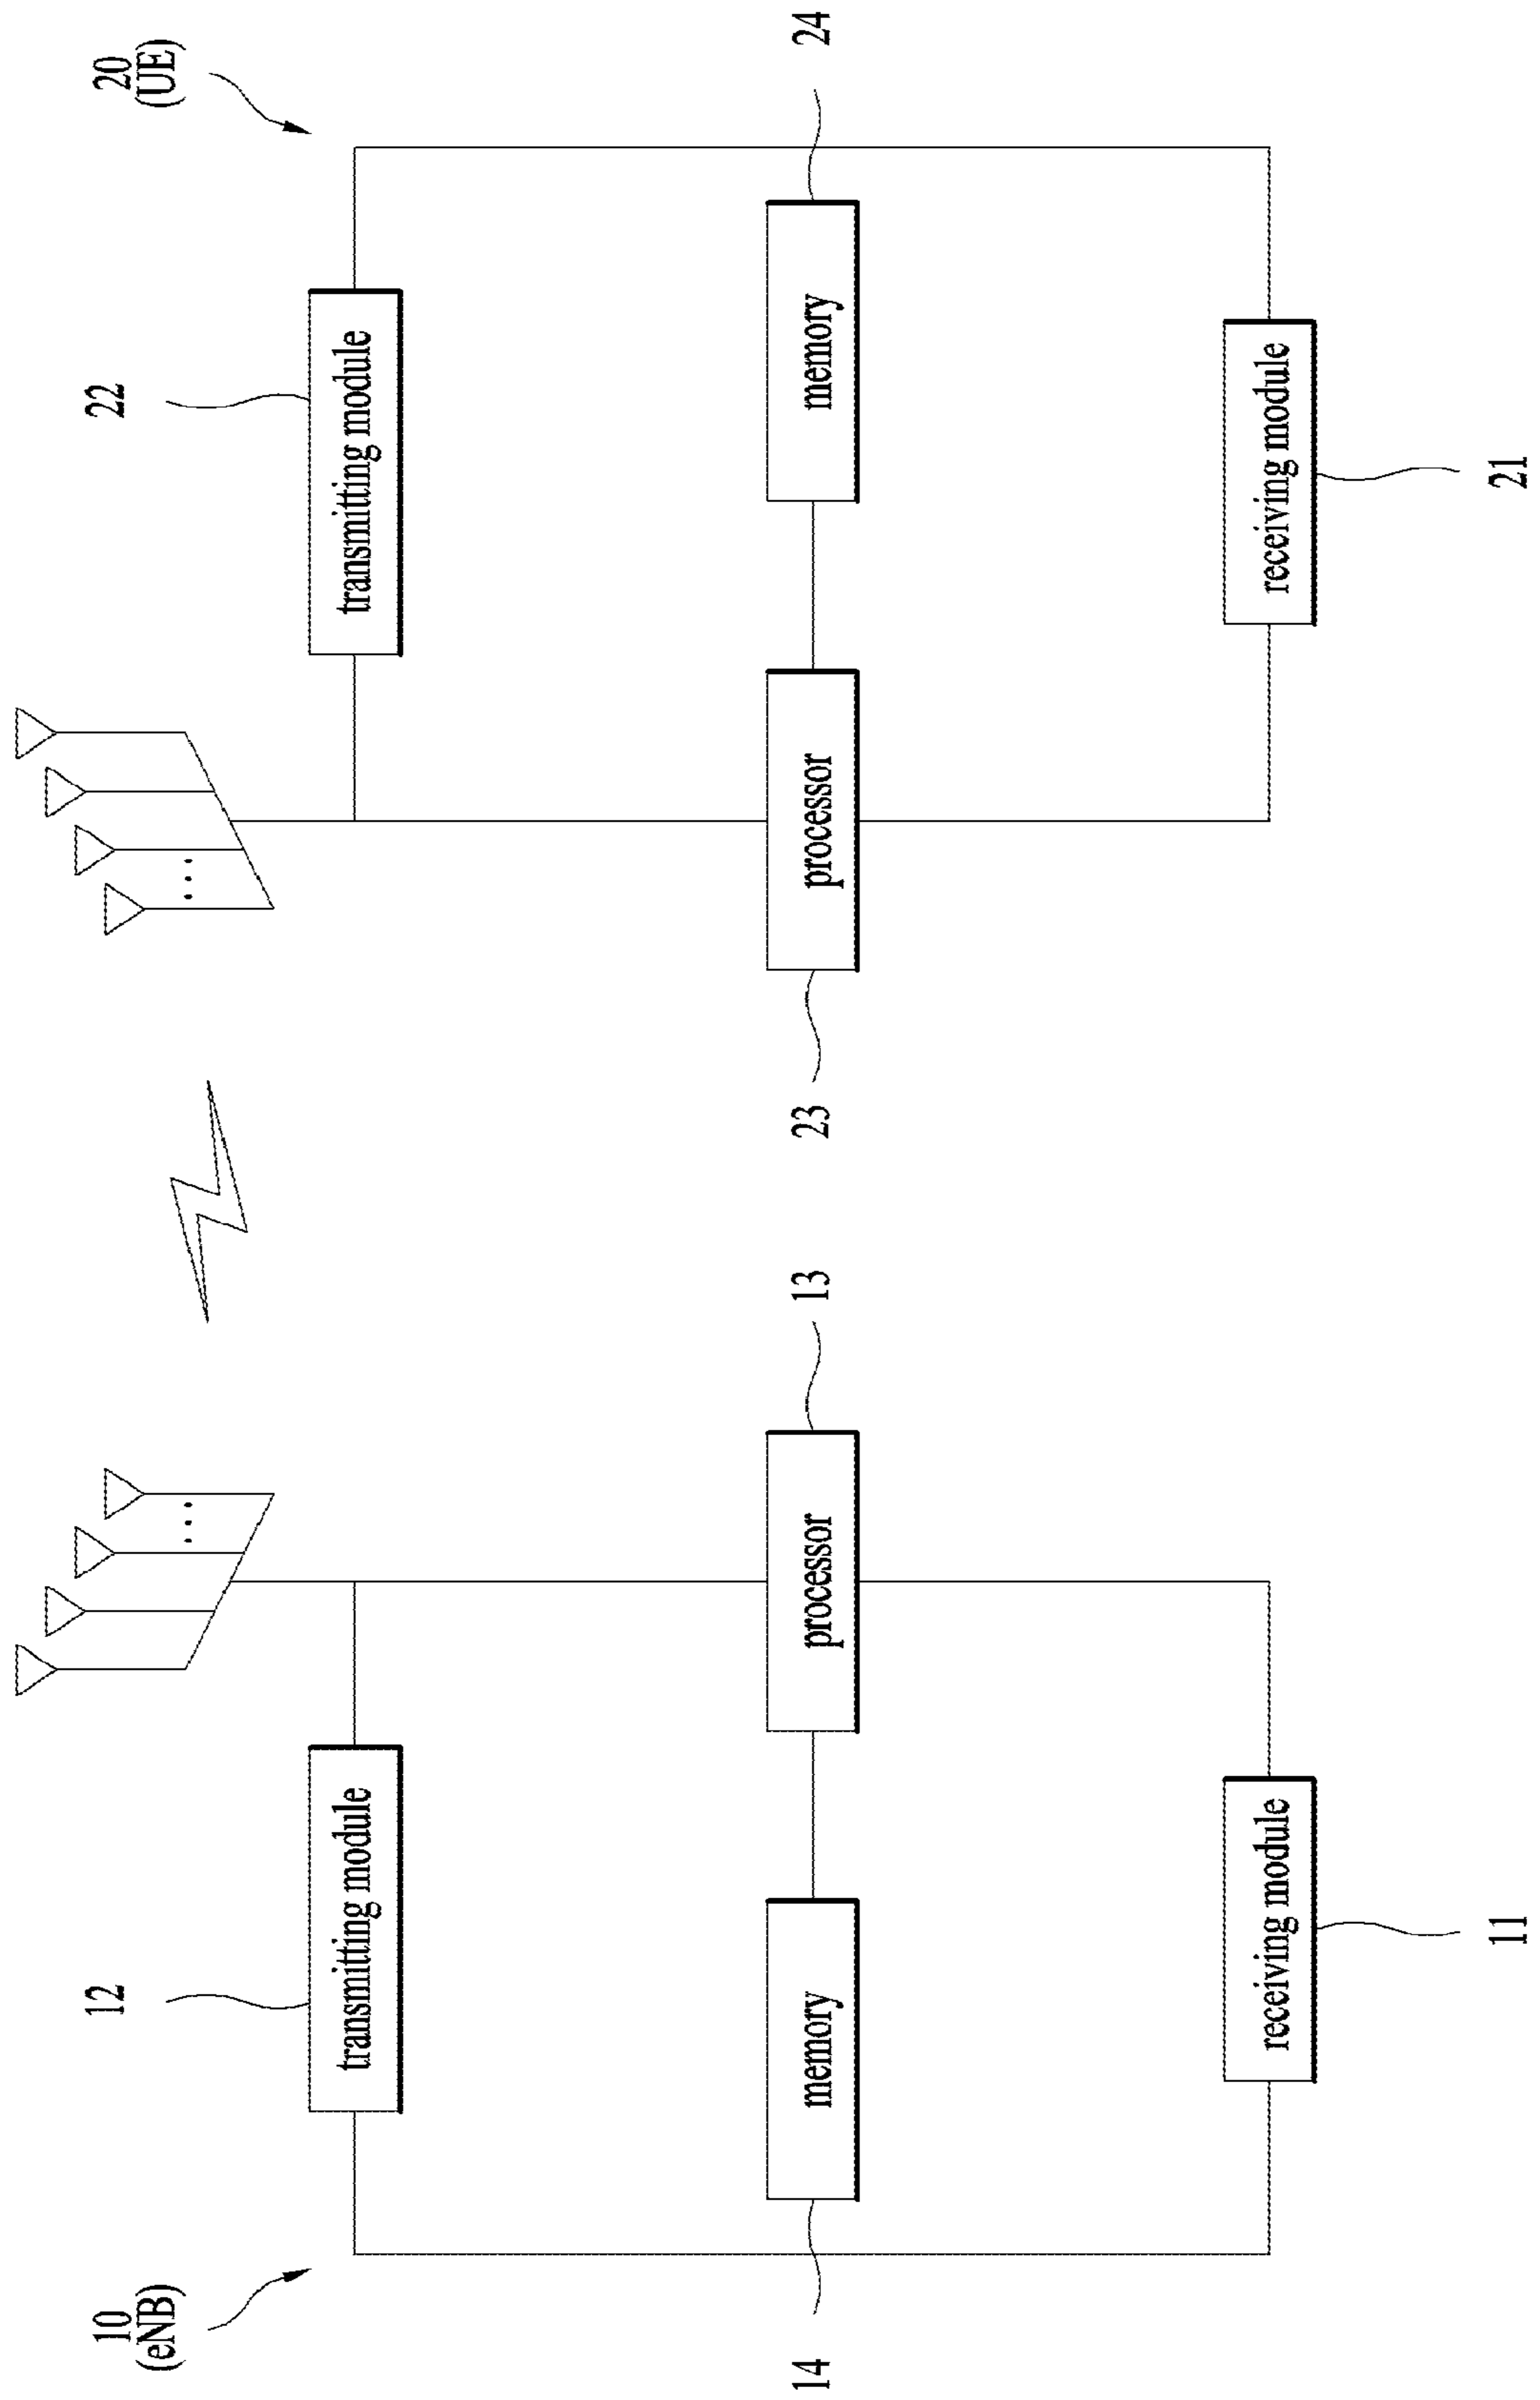 10
(eNB)
12
22
20
(UE)
transmitting module
transmitting module
14
memory
processor
13
23
processor
memory
24
receiving module
receiving module
11
21